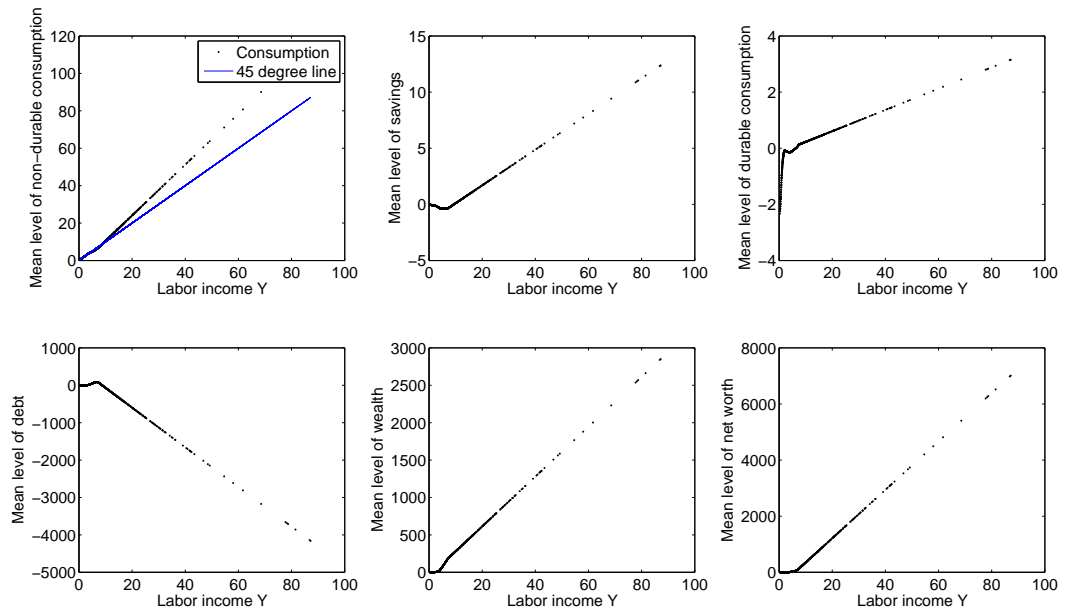 Mean level of non-durable consumption
120
100
80
60
40
20
0
Consumption
45 degree line
0 20 40 60 80 100
Labor income Y
Mean level of savings
15
10
5
0
−5
0 20 40 60 80 100
Labor income Y
Mean level of durable consumption
4
2
0
−2
−4
0 20 40 60 80 100
Labor income Y
Mean level of debt
1000
0
−1000
−2000
−3000
−4000
−5000
0 20 40 60 80 100
Labor income Y
Mean level of wealth
3000
2500
2000
1500
1000
500
0
0 20 40 60 80 100
Labor income Y
Mean level of net worth
8000
6000
4000
2000
0
0 20 40 60 80 100
Labor income Y